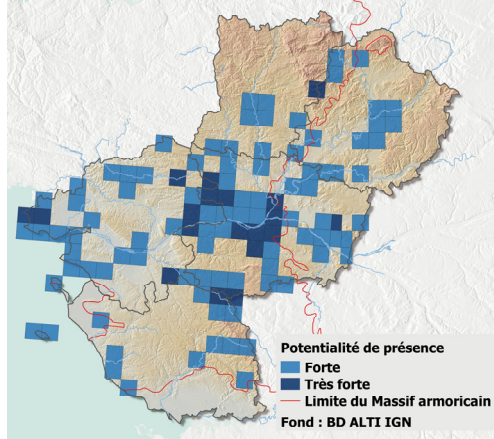 Potentialité de présence
Forte
Très forte
Limite du Massif armoricain
Fond : BD ALTI IGN